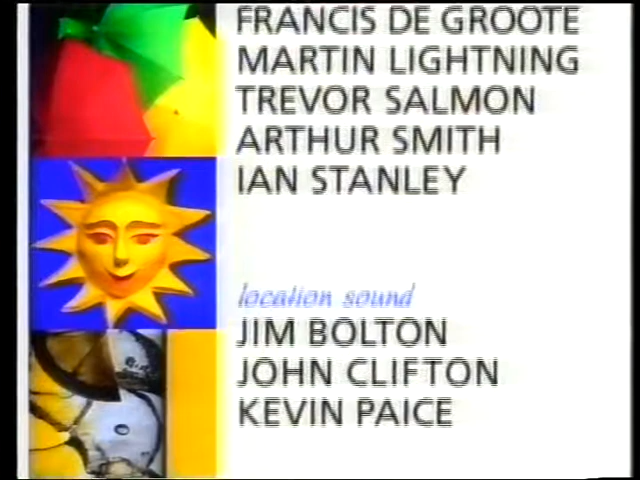 FRANCIS DE GROOTE
MARTIN LIGHTNING
TREVOR SALMON
ARTHUR SMITH
IAN STANLEY
location sound
JIM BOLTON
JOHN CLIFTON
KEVIN PAICE